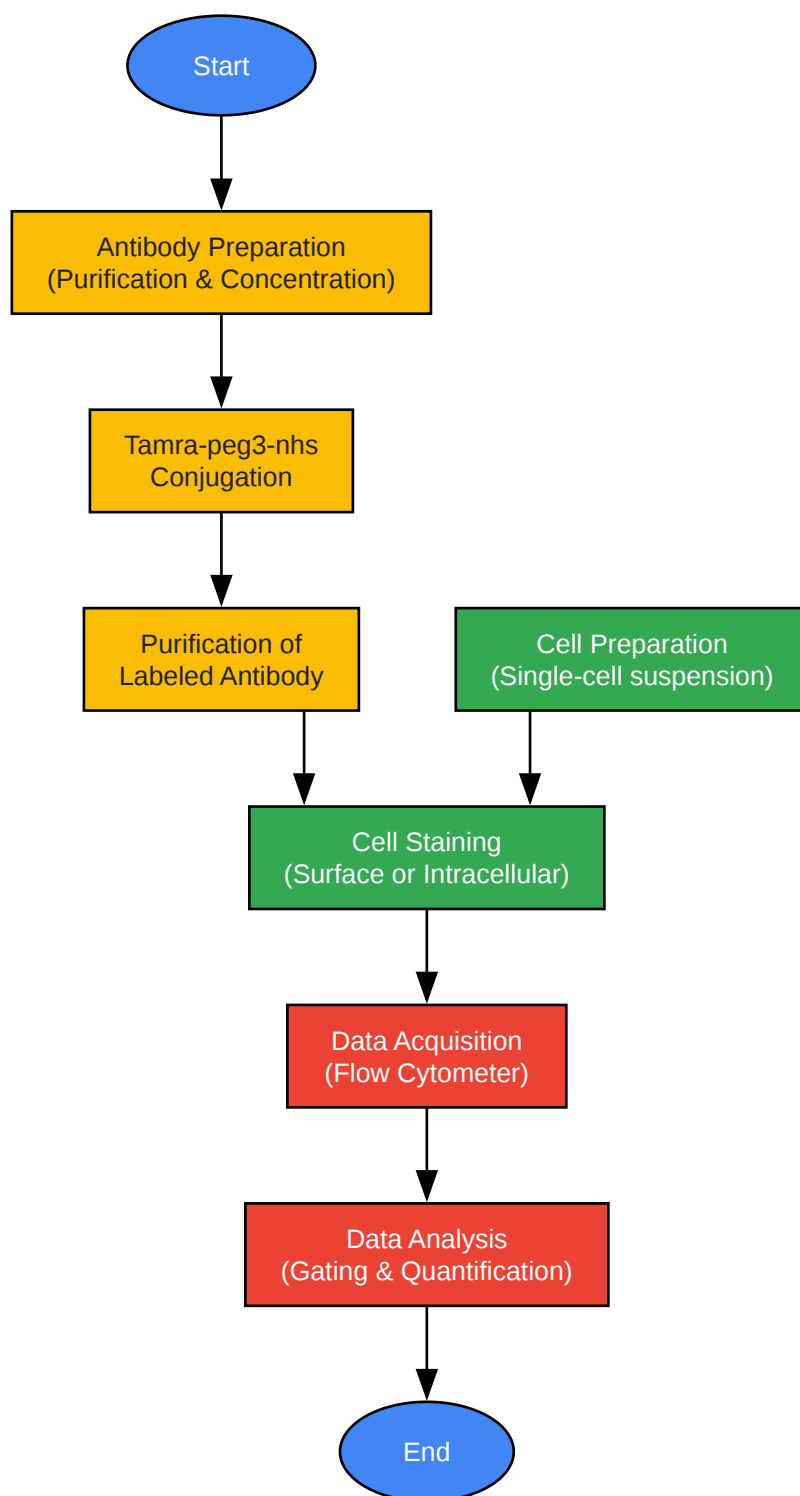 Start
Antibody Preparation
(Purification & Concentration)
Tamra-peg3-nhs
Conjugation
Purification of
Labeled Antibody
Cell Preparation
(Single-cell suspension)
Cell Staining
(Surface or Intracellular)
Data Acquisition
(Flow Cytometer)
Data Analysis
(Gating & Quantification)
End